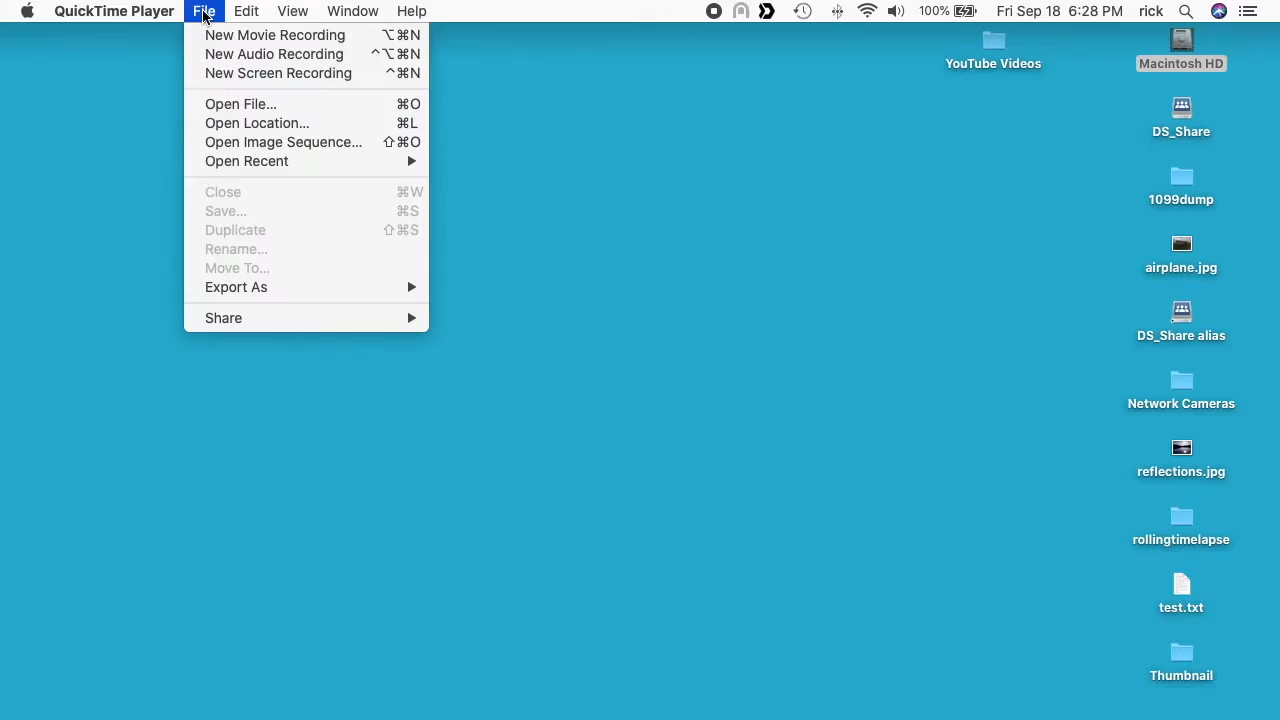 QuickTime Player File Edit View Window Help 100% Fri Sep 18 6:28 PM rick
New Movie Recording ⌥⌘N
New Audio Recording ^⌥⌘N
New Screen Recording ^⌘N
Open File... ⌘O
Open Location... ⌘L
Open Image Sequence... ⇧⌘O
Open Recent ▶
Close ⌘W
Save... ⌘S
Duplicate ⇧⌘S
Rename...
Move To...
Export As ▶
Share ▶
YouTube Videos
Macintosh HD
DS_Share
1099dump
airplane.jpg
DS_Share alias
Network Cameras
reflections.jpg
rollingtimelapse
test.txt
Thumbnail